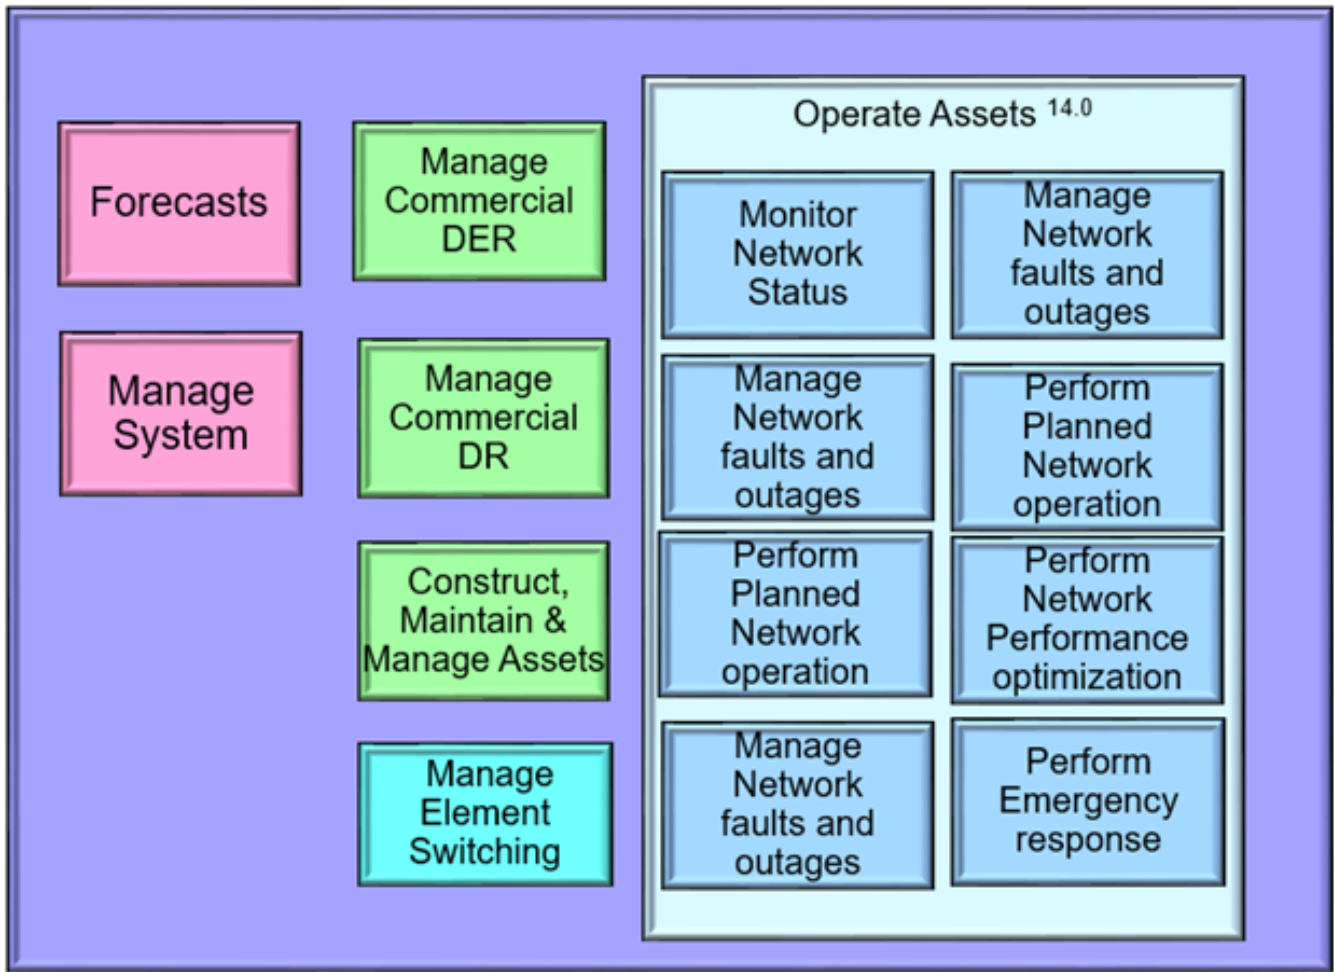 Forecasts
Manage
System
Manage
Commercial
DER
Manage
Commercial
DR
Construct,
Maintain &
Manage Assets
Manage
Element
Switching
Operate Assets 14.0
Monitor
Network
Status
Manage
Network
faults and
outages
Manage
Network
faults and
outages
Perform
Planned
Network
operation
Perform
Planned
Network
operation
Perform
Network
Performance
optimization
Manage
Network
faults and
outages
Perform
Emergency
response